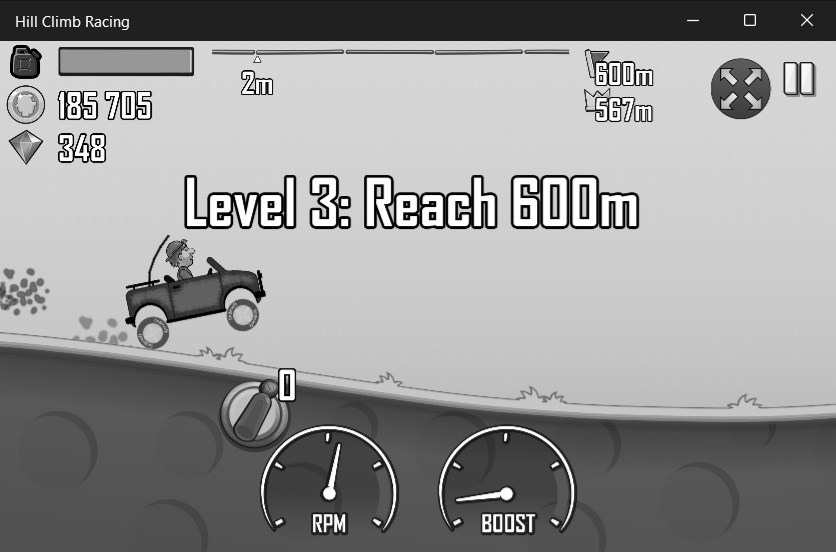 Hill Climb Racing
2m
600m
567m
185 705
348
Level 3: Reach 600m
0
RPM
BOOST